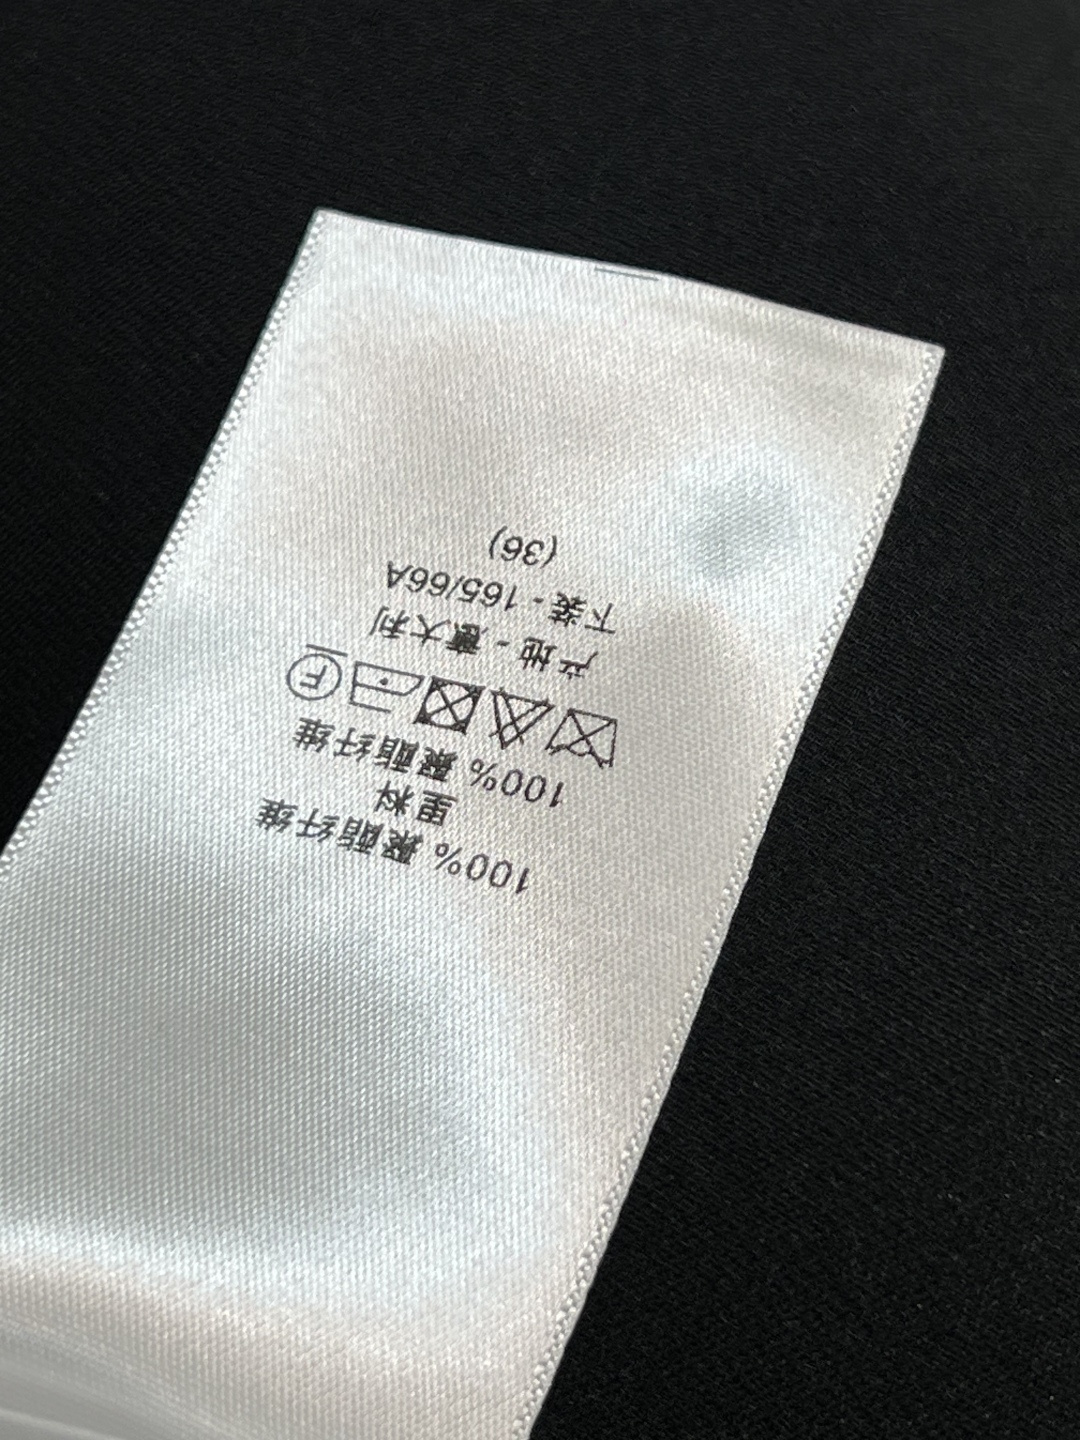 100% 聚酯纤维
里料
100% 聚酯纤维
F
产地 - 意大利
下装 - 165/66A
(36)